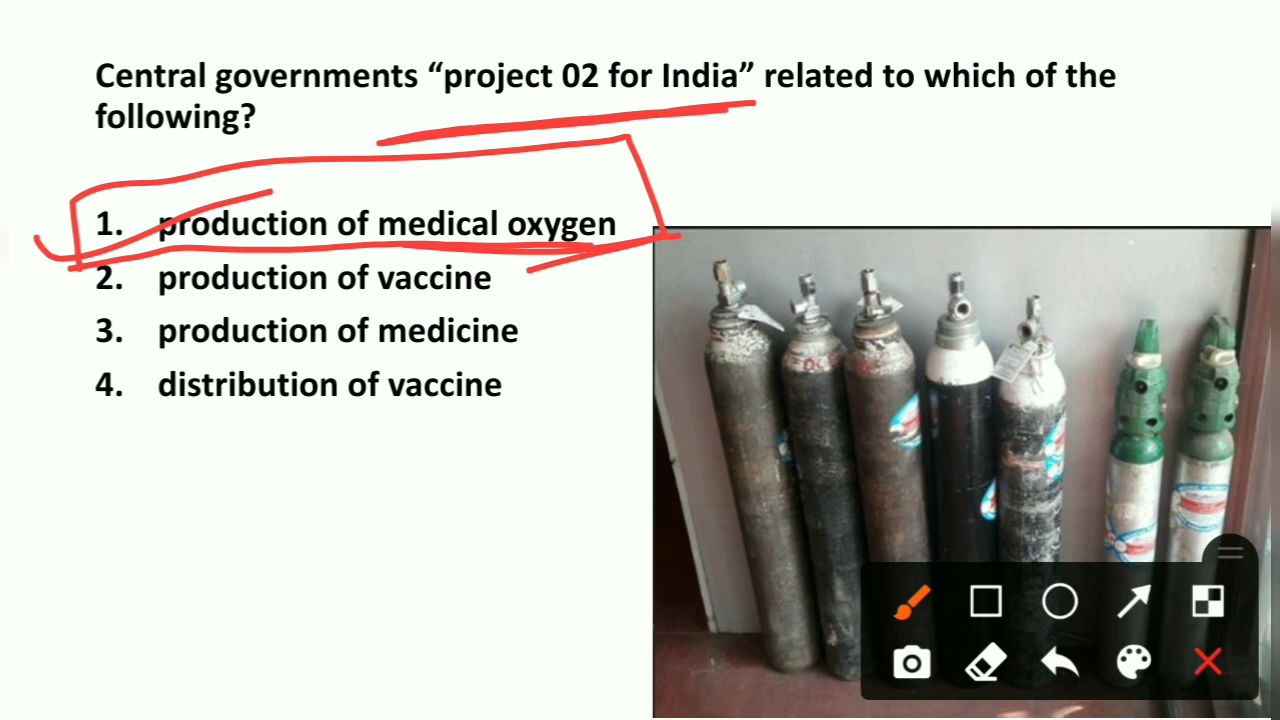 Central governments “project 02 for India” related to which of the
following?
1. production of medical oxygen
2. production of vaccine
3. production of medicine
4. distribution of vaccine